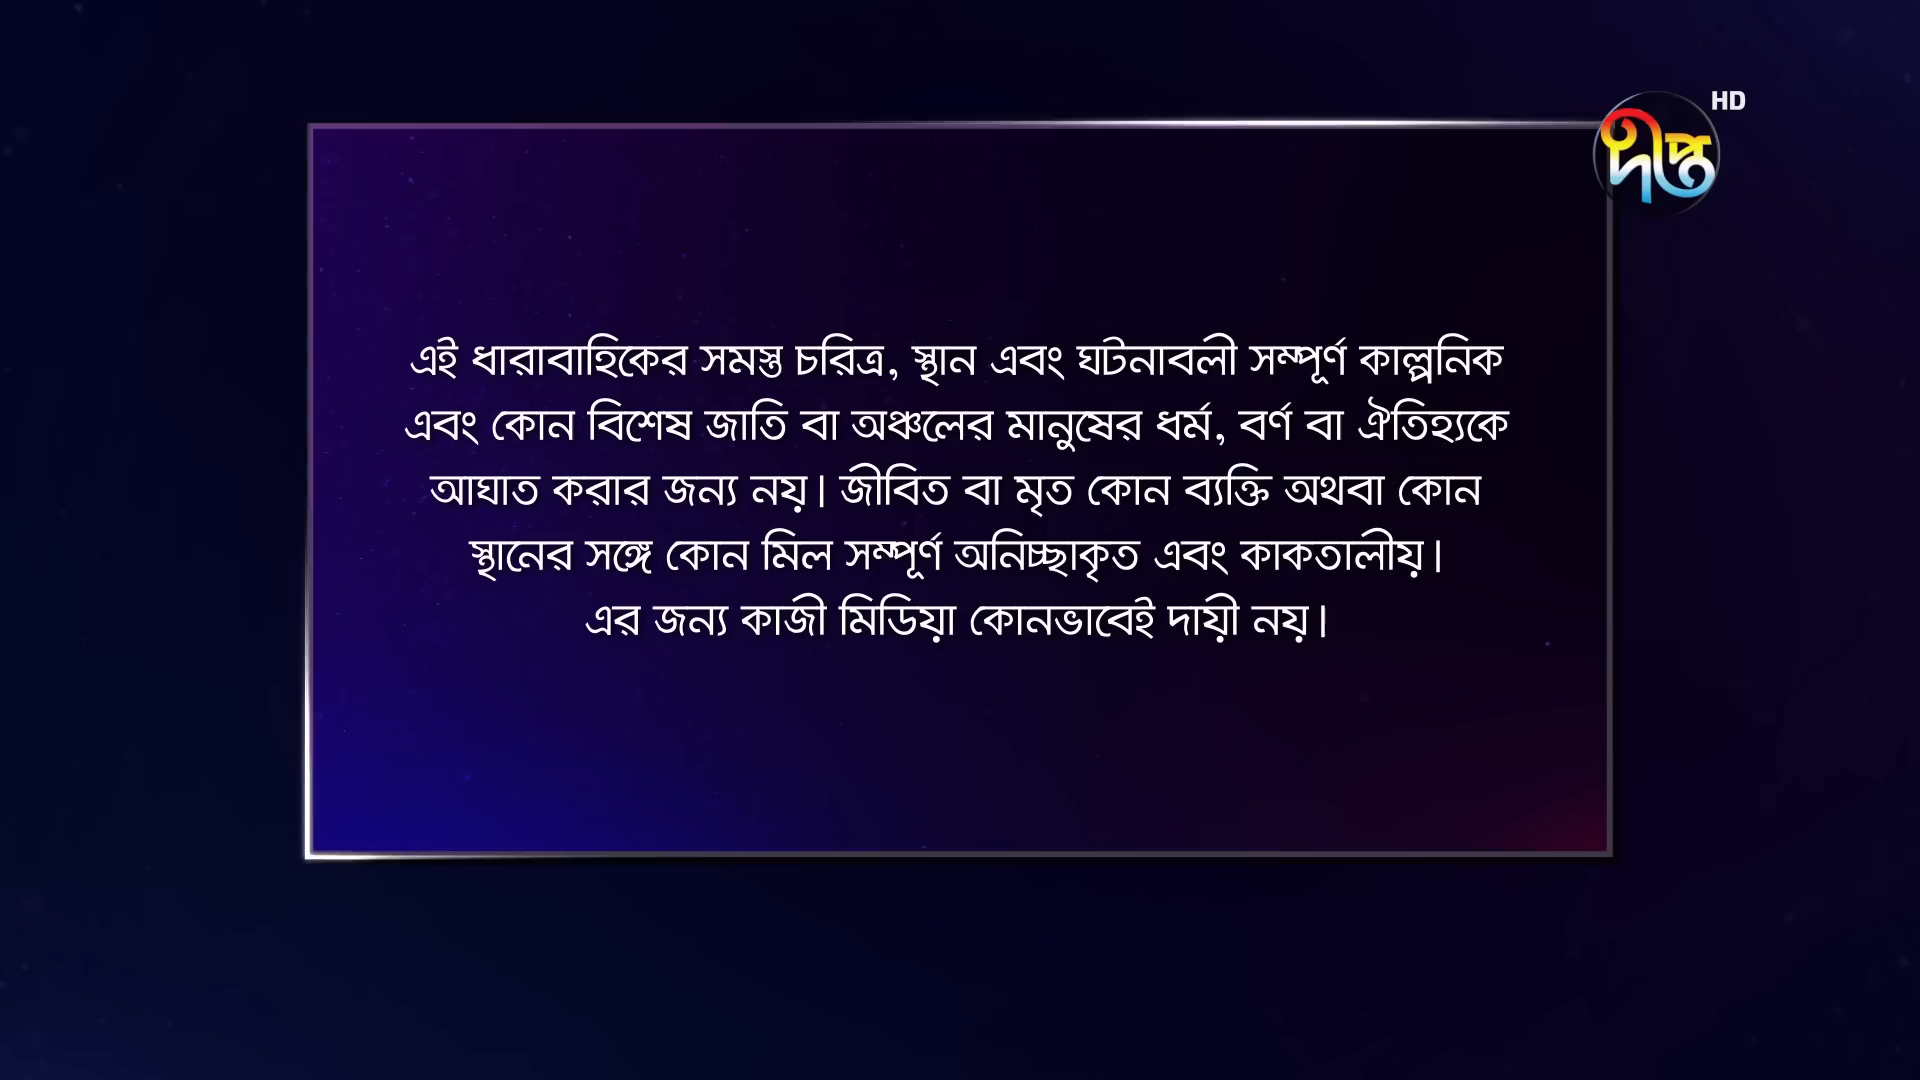 HD
দীপ্ত
এই ধারাবাহিকের সমস্ত চরিত্র, স্থান এবং ঘটনাবলী সম্পূর্ণ কাল্পনিক
এবং কোন বিশেষ জাতি বা অঞ্চলের মানুষের ধর্ম, বর্ণ বা ঐতিহ্যকে
আঘাত করার জন্য নয়। জীবিত বা মৃত কোন ব্যক্তি অথবা কোন
স্থানের সঙ্গে কোন মিল সম্পূর্ণ অনিচ্ছাকৃত এবং কাকতালীয়।
এর জন্য কাজী মিডিয়া কোনভাবেই দায়ী নয়।